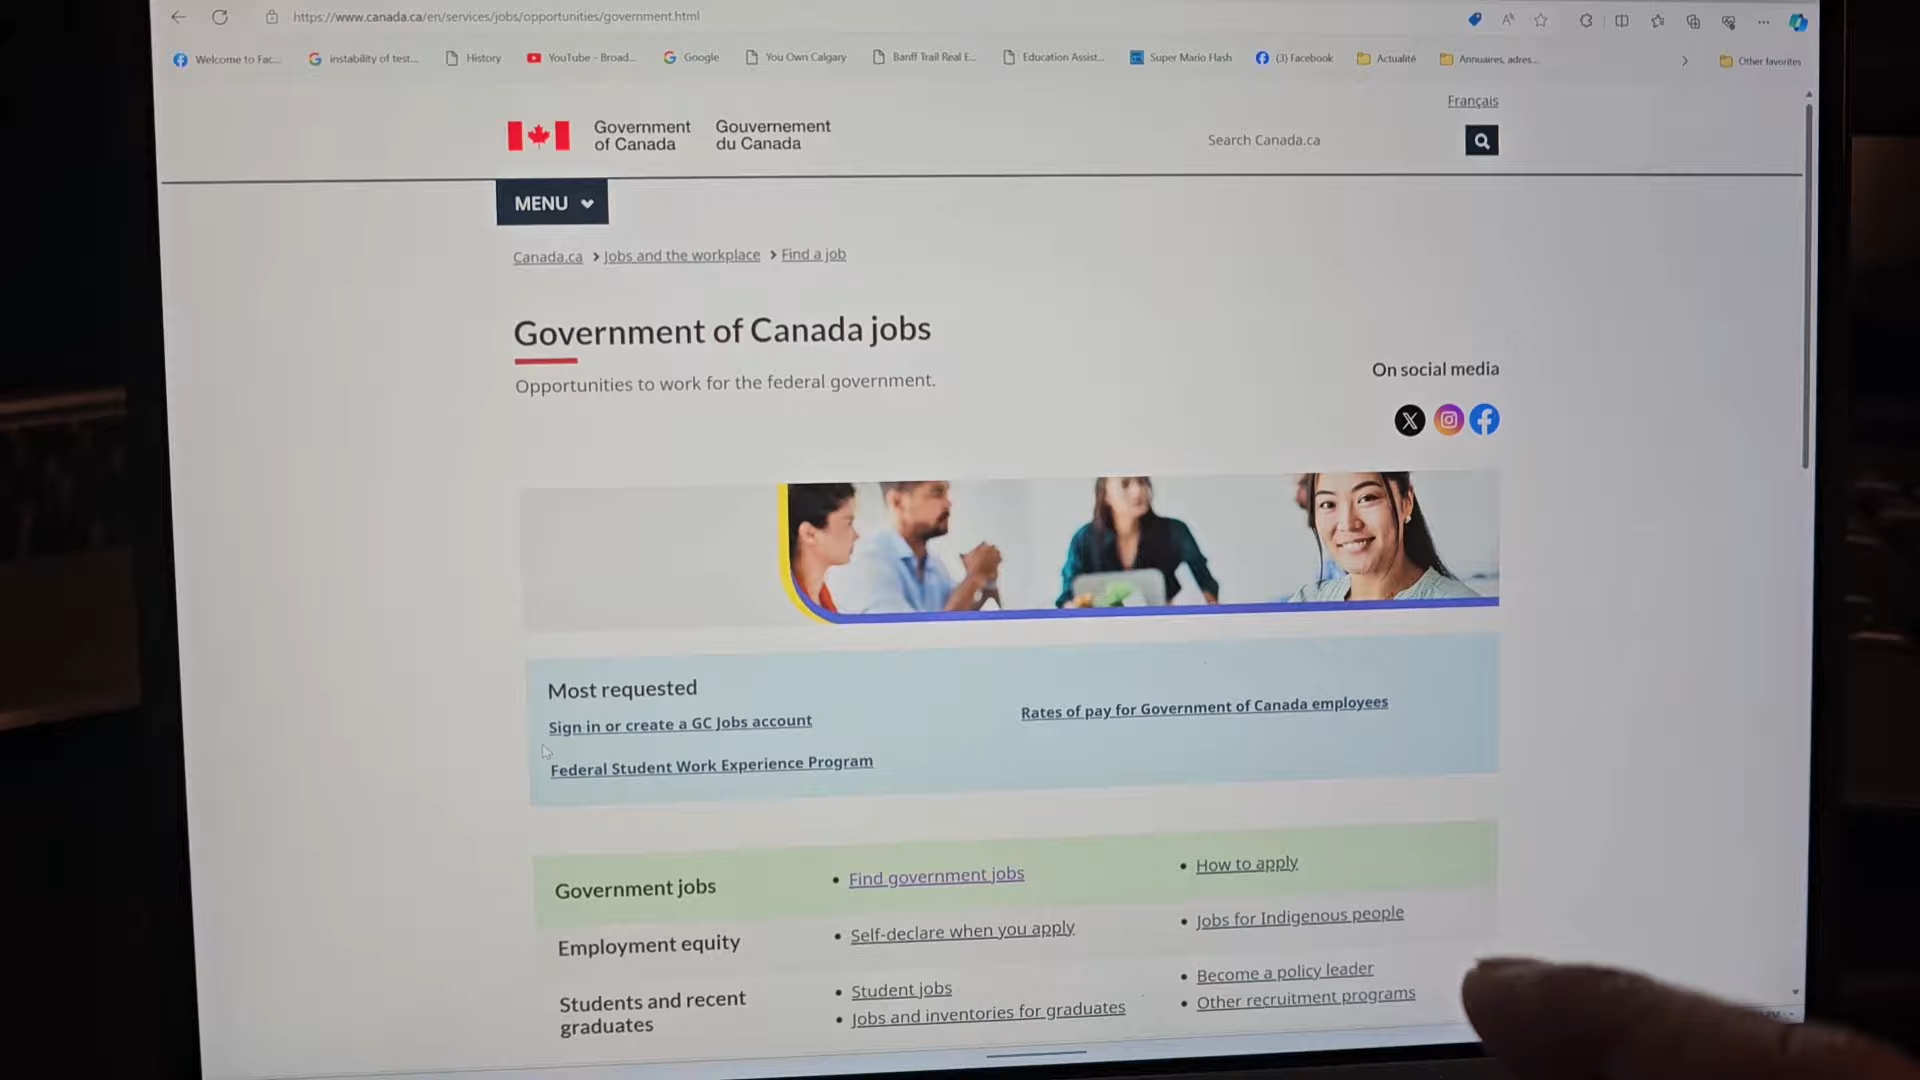 https://www.canada.ca/en/services/jobs/opportunities/government.html
Welcome to Fac... instability of test... History YouTube - Broad... Google You Own Calgary Banff Trail Real E... Education Assist... Super Mario Flash (3) Facebook Actualité Annuaires, adres... Other favorites
Français
Government of Canada
Gouvernement du Canada
Search Canada.ca
MENU
Canada.ca > Jobs and the workplace > Find a job
Government of Canada jobs
Opportunities to work for the federal government.
On social media
Most requested
Sign in or create a GC Jobs account
Rates of pay for Government of Canada employees
Federal Student Work Experience Program
Government jobs
• Find government jobs
• How to apply
Employment equity
• Self-declare when you apply
• Jobs for Indigenous people
Students and recent graduates
• Student jobs
• Jobs and inventories for graduates
• Become a policy leader
• Other recruitment programs